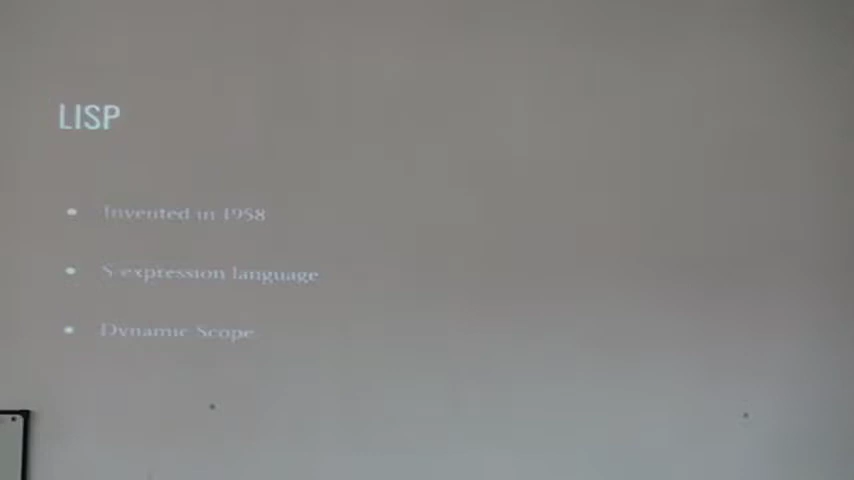 LISP
Invented in 1958
S-expression language
Dynamic Scope